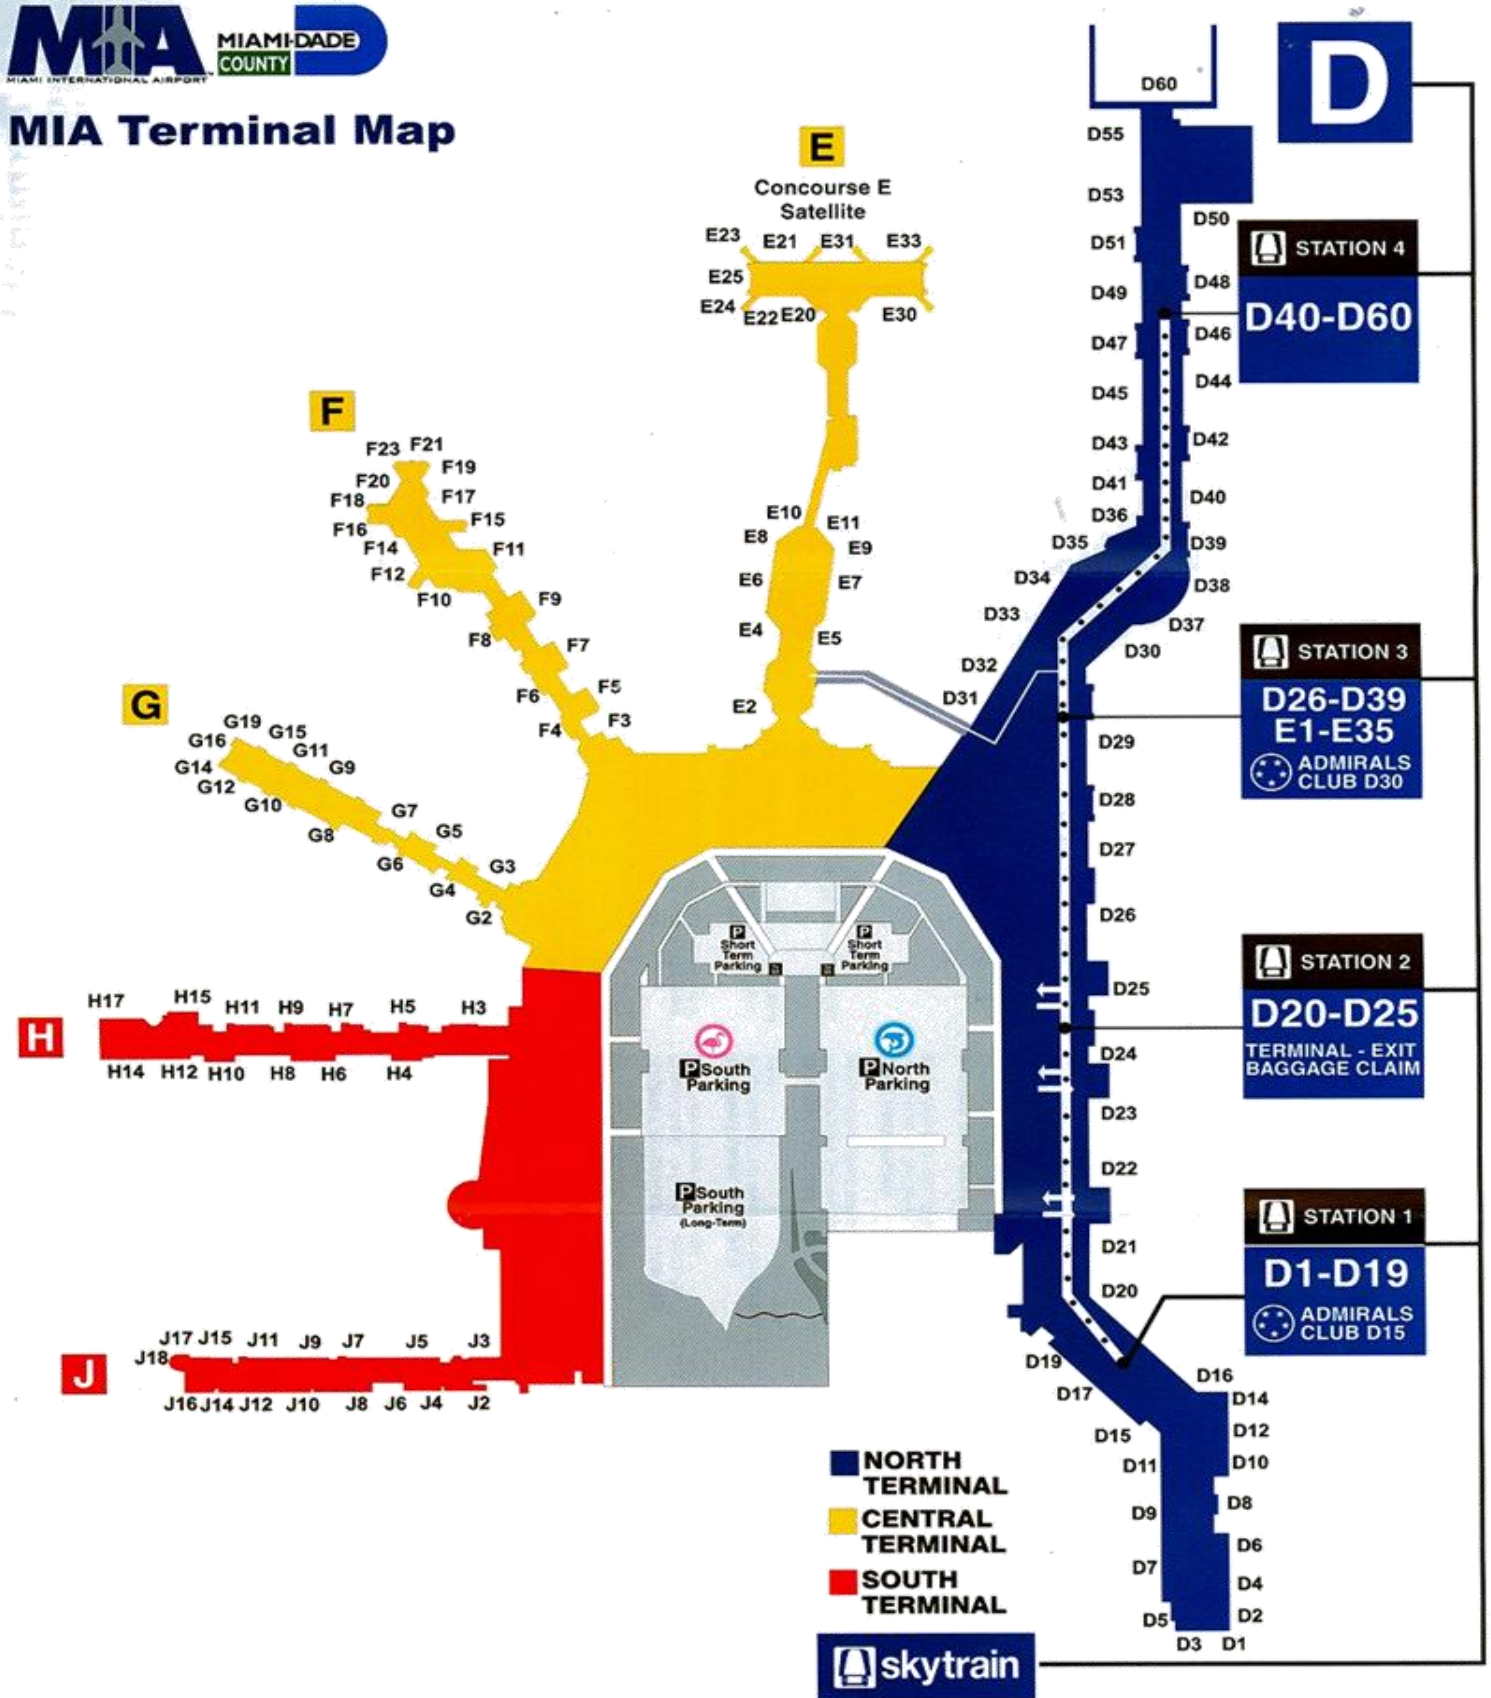 MIA
MIAMI INTERNATIONAL AIRPORT
MIAMI-DADE
COUNTY
MIA Terminal Map
D
E
Concourse E
Satellite
E23
E21
E31
E33
E25
E24
E22
E20
E30
E10
E11
E8
E9
E6
E7
E4
E5
E2
F
F23
F21
F20
F19
F18
F17
F16
F15
F14
F11
F12
F10
F9
F8
F7
F6
F5
F4
F3
G
G19
G16
G15
G14
G11
G12
G9
G10
G8
G7
G6
G5
G4
G3
G2
H
H17
H15
H11
H9
H7
H5
H3
H14
H12
H10
H8
H6
H4
J
J17
J15
J11
J9
J7
J5
J3
J18
J16
J14
J12
J10
J8
J6
J4
J2
P
Short
Term
Parking
P
Short
Term
Parking
P South
Parking
P North
Parking
P South
Parking
(Long-Term)
D60
D55
D53
D50
D51
D48
D49
D46
D47
D44
D45
D42
D43
D41
D40
D36
D39
D35
D38
D34
D37
D33
D30
D32
D31
D29
D28
D27
D26
D25
D24
D23
D22
D21
D20
D19
D17
D16
D15
D14
D12
D11
D10
D9
D8
D7
D6
D5
D4
D2
D3
D1
STATION 4
D40-D60
STATION 3
D26-D39
E1-E35
ADMIRALS
CLUB D30
STATION 2
D20-D25
TERMINAL - EXIT
BAGGAGE CLAIM
STATION 1
D1-D19
ADMIRALS
CLUB D15
NORTH
TERMINAL
CENTRAL
TERMINAL
SOUTH
TERMINAL
skytrain